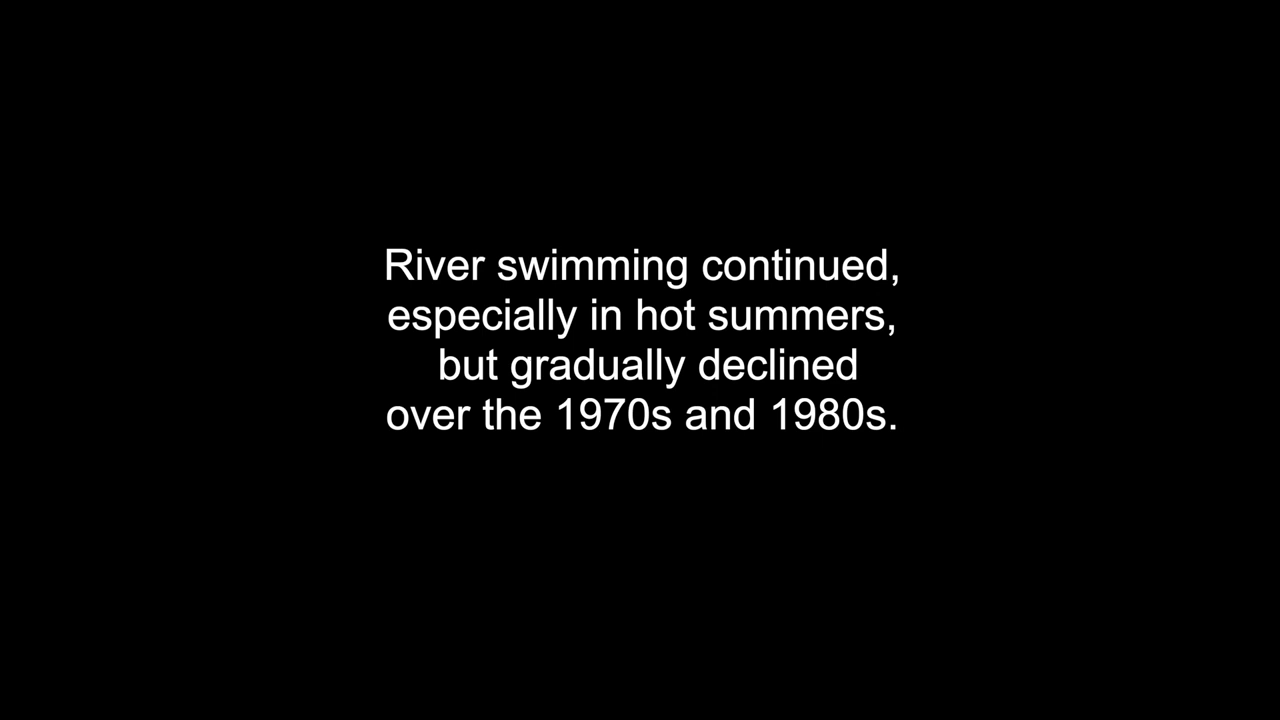 River swimming continued,
especially in hot summers,
but gradually declined
over the 1970s and 1980s.